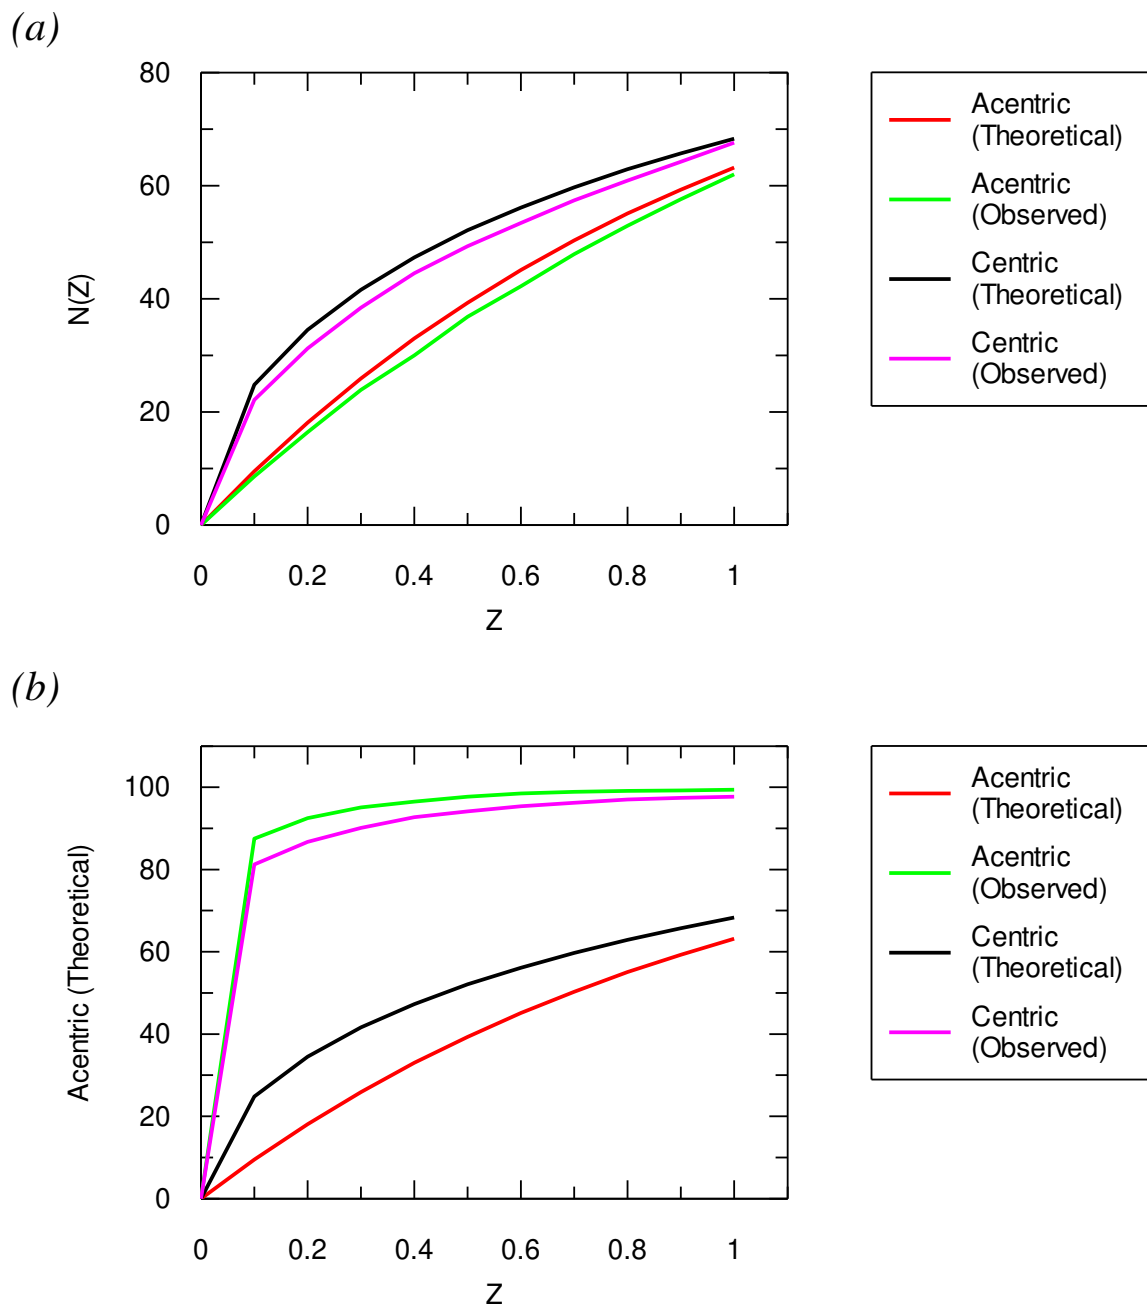 (a)
80
60
40
20
0
N(Z)
0 0.2 0.4 0.6 0.8 1
Z
Acentric
(Theoretical)
Acentric
(Observed)
Centric
(Theoretical)
Centric
(Observed)
(b)
100
80
60
40
20
0
Acentric (Theoretical)
0 0.2 0.4 0.6 0.8 1
Z
Acentric
(Theoretical)
Acentric
(Observed)
Centric
(Theoretical)
Centric
(Observed)